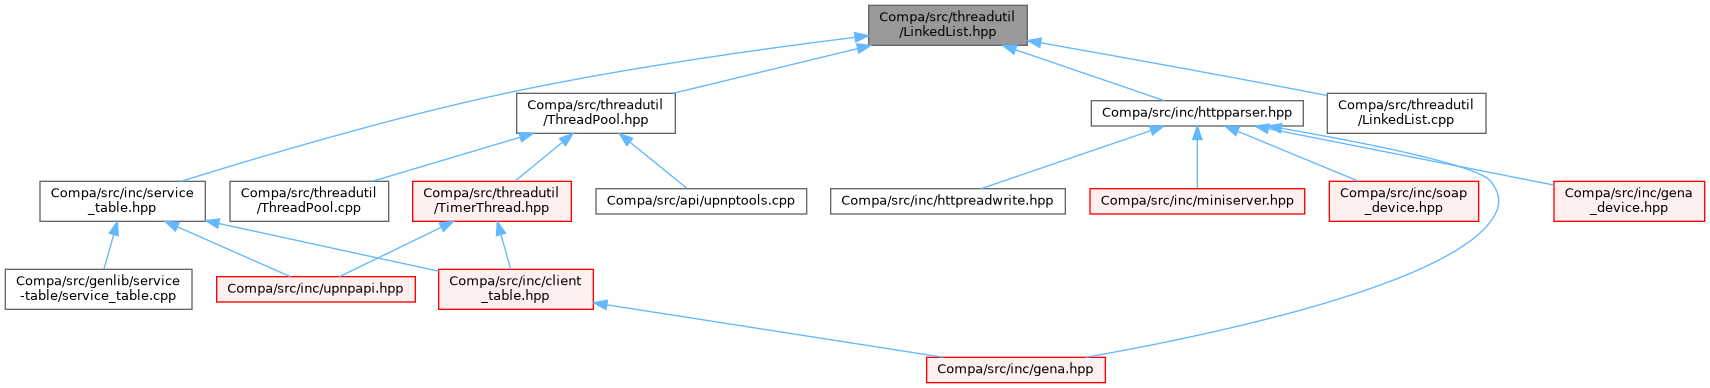 Compa/src/threadutil
/LinkedList.hpp
Compa/src/threadutil
/ThreadPool.hpp
Compa/src/inc/httpparser.hpp
Compa/src/threadutil
/LinkedList.cpp
Compa/src/inc/service
_table.hpp
Compa/src/threadutil
/ThreadPool.cpp
Compa/src/threadutil
/TimerThread.hpp
Compa/src/api/upnptools.cpp
Compa/src/inc/httpreadwrite.hpp
Compa/src/inc/miniserver.hpp
Compa/src/inc/soap
_device.hpp
Compa/src/inc/gena
_device.hpp
Compa/src/genlib/service
-table/service_table.cpp
Compa/src/inc/upnpapi.hpp
Compa/src/inc/client
_table.hpp
Compa/src/inc/gena.hpp